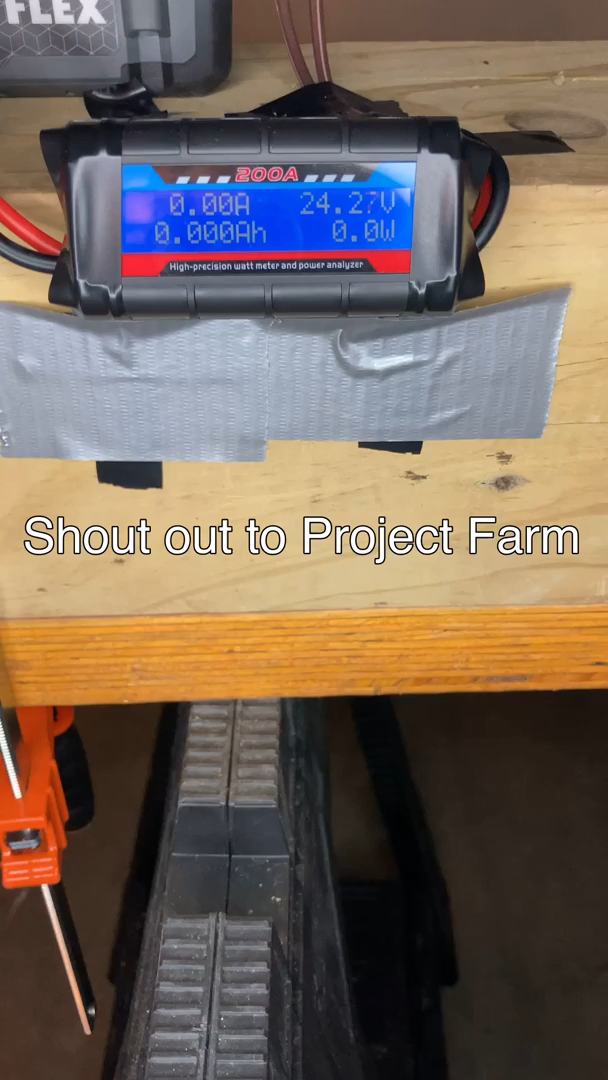 FLEX
200A
0.00A 24.27V
0.000Ah 0.0W
High-precision watt meter and power analyzer
Shout out to Project Farm